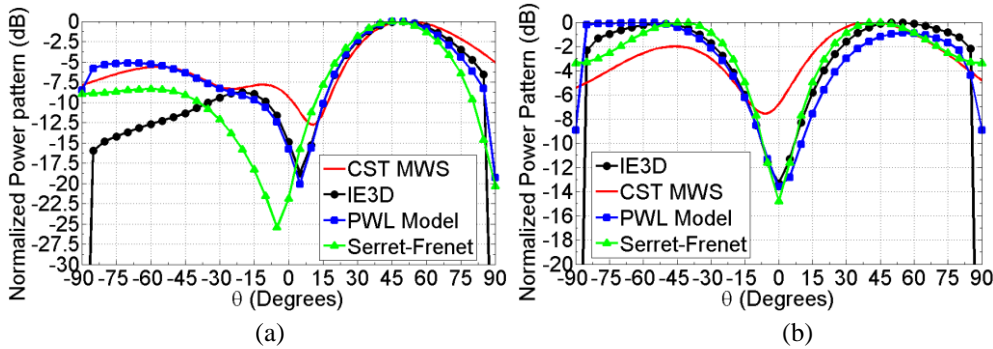 (a)
Normalized Power pattern (dB)
0
-2.5
-5
-7.5
-10
-12.5
-15
-17.5
-20
-22.5
-25
-27.5
-30
CST MWS
IE3D
PWL Model
Serret-Frenet
-90 -75 -60 -45 -30 -15 0 15 30 45 60 75 90
θ (Degrees)
(a)
(b)
Normalized Power pattern (dB)
0
-2
-4
-6
-8
-10
-12
-14
-16
-18
-20
IE3D
CST MWS
PWL Model
Serret-Frenet
-90 -75 -60 -45 -30 -15 0 15 30 45 60 75 90
θ (Degrees)
(b)